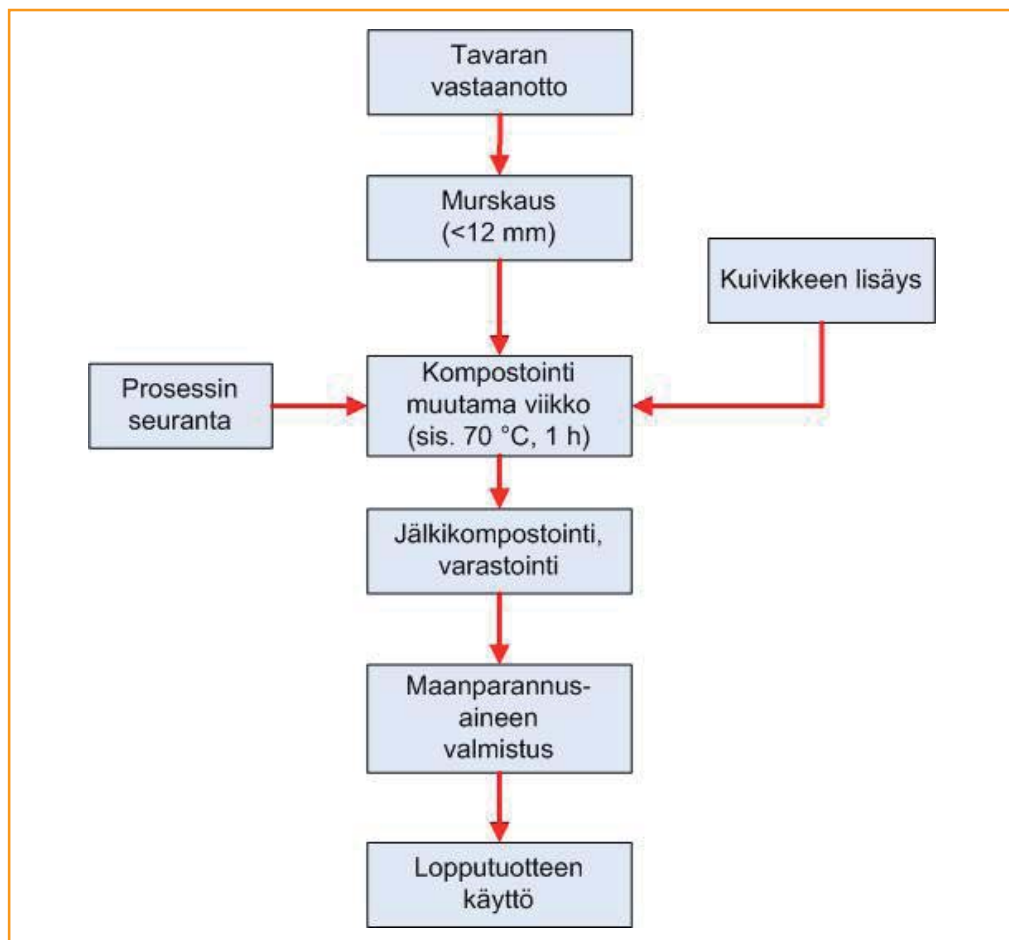 Tavaran
vastaanotto
Murskaus
(<12 mm)
Kuivikkeen lisäys
Prosessin
seuranta
Kompostointi
muutama viikko
(sis. 70 °C, 1 h)
Jälkikompostointi,
varastointi
Maanparannus-
aineen
valmistus
Lopputuotteen
käyttö